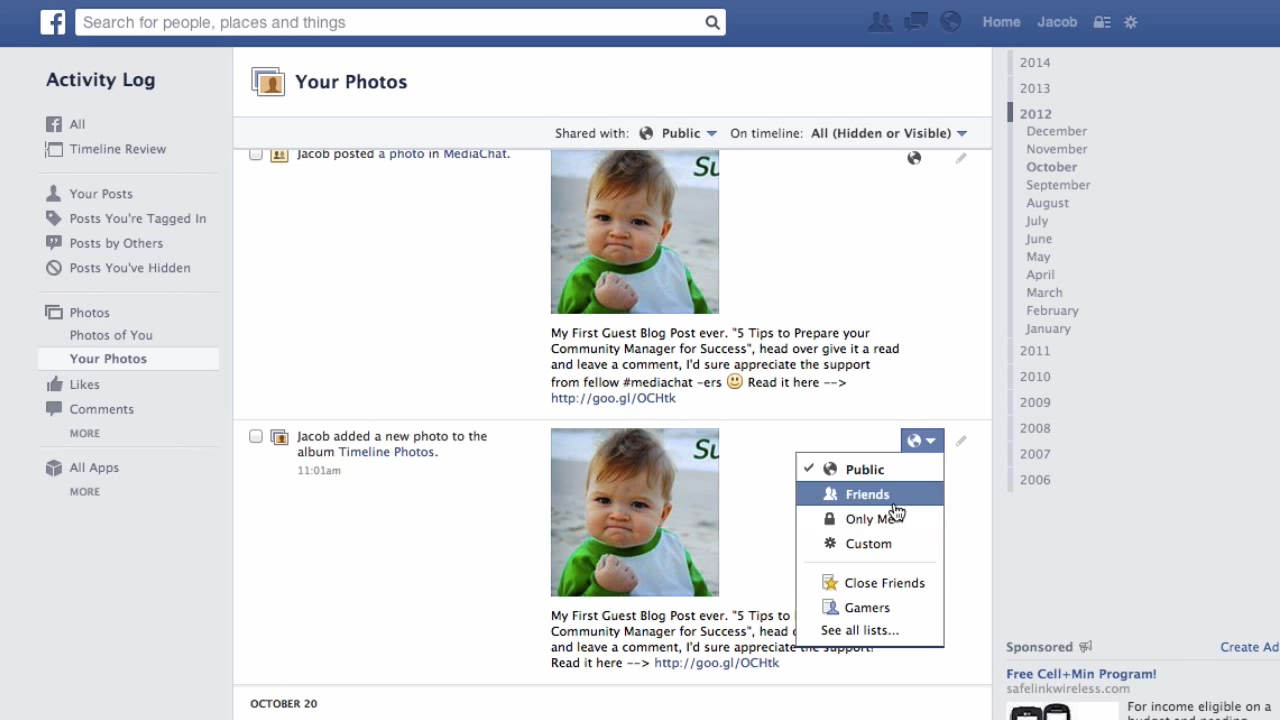 Search for people, places and things
Home Jacob
Activity Log
All
Timeline Review
Your Posts
Posts You're Tagged In
Posts by Others
Posts You've Hidden
Photos
Photos of You
Your Photos
Likes
Comments
MORE
All Apps
MORE
Your Photos
Shared with: Public On timeline: All (Hidden or Visible)
Jacob posted a photo in MediaChat.
Su
My First Guest Blog Post ever. "5 Tips to Prepare your
Community Manager for Success", head over give it a read
and leave a comment, I'd sure appreciate the support
from fellow #mediachat -ers Read it here -->
http://goo.gl/OCHtk
Jacob added a new photo to the
album Timeline Photos.
11:01am
Su
My First Guest Blog Post ever. "5 Tips to
Community Manager for Success", head
and leave a comment, I'd sure appreciate the support!
Read it here --> http://goo.gl/OCHtk
Public
Friends
Only Me
Custom
Close Friends
Gamers
See all lists...
OCTOBER 20
2014
2013
2012
December
November
October
September
August
July
June
May
April
March
February
January
2011
2010
2009
2008
2007
2006
Sponsored Create Ad
Free Cell+Min Program!
safelinkwireless.com
For income eligible on a